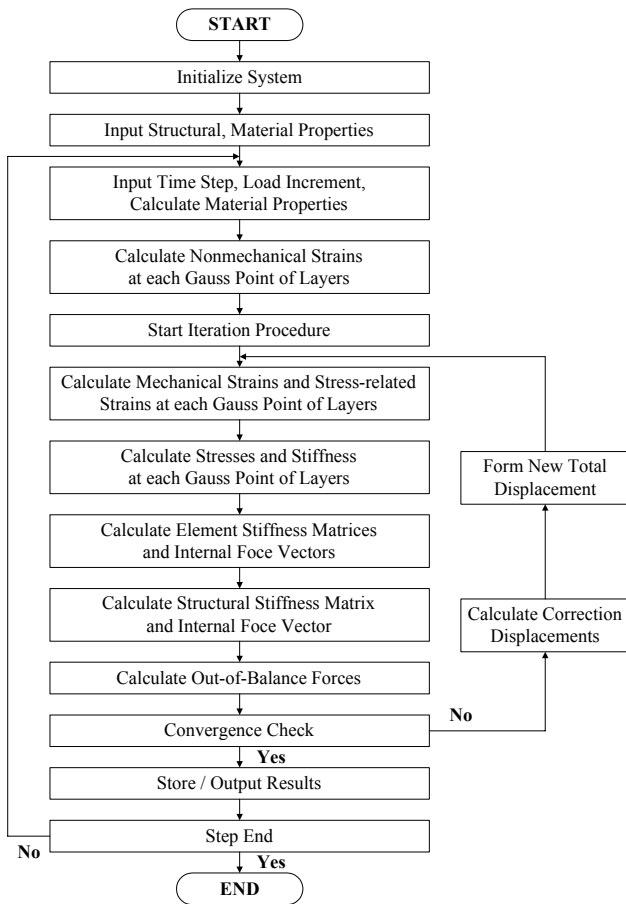 START
Initialize System
Input Structural, Material Properties
Input Time Step, Load Increment,
Calculate Material Properties
Calculate Nonmechanical Strains
at each Gauss Point of Layers
Start Iteration Procedure
Calculate Mechanical Strains and Stress-related
Strains at each Gauss Point of Layers
Calculate Stresses and Stiffness
at each Gauss Point of Layers
Form New Total
Displacement
Calculate Element Stiffness Matrices
and Internal Foce Vectors
Calculate Structural Stiffness Matrix
and Internal Foce Vector
Calculate Correction
Displacements
Calculate Out-of-Balance Forces
Convergence Check
No
Yes
Store / Output Results
Step End
No
Yes
END